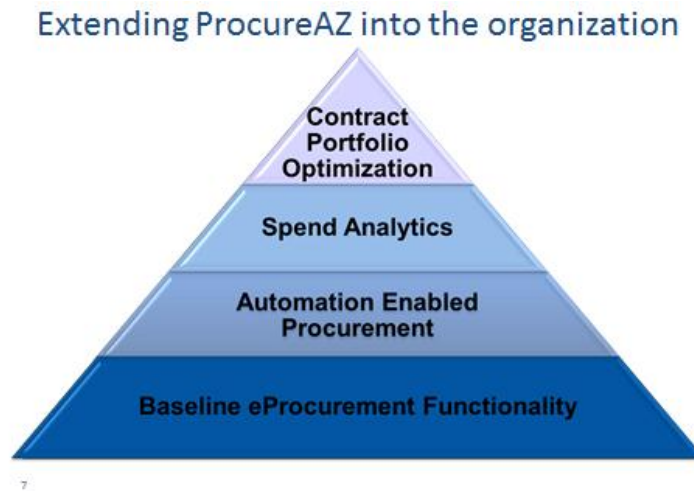 Extending ProcureAZ into the organization
Contract
Portfolio
Optimization
Spend Analytics
Automation Enabled
Procurement
Baseline eProcurement Functionality
7